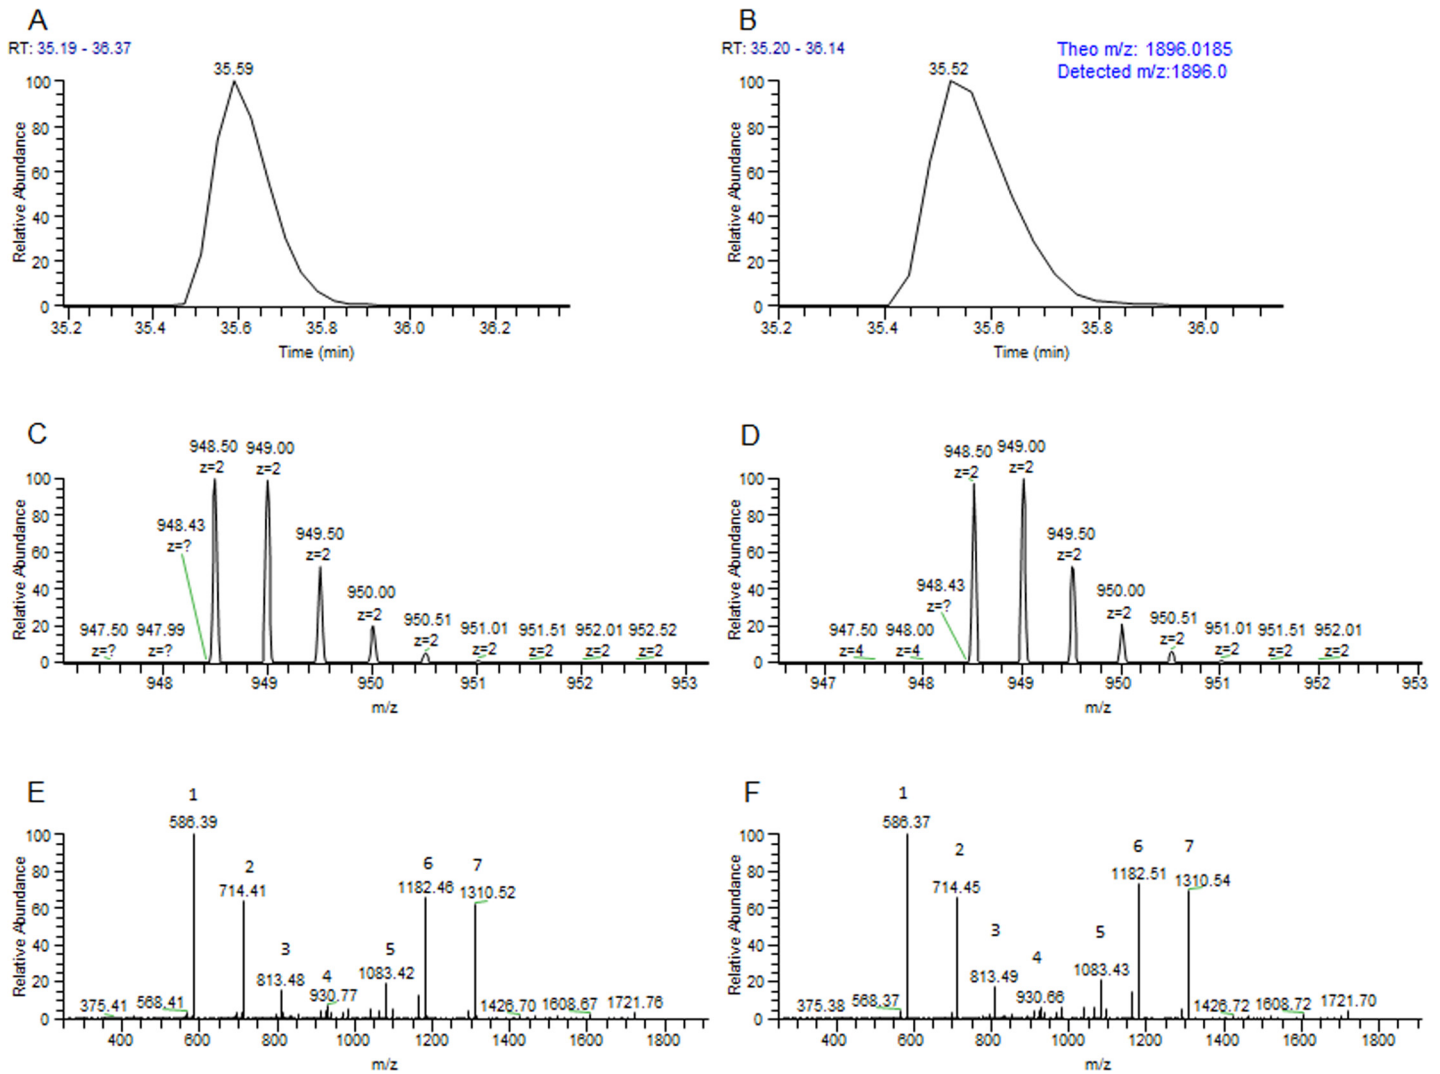 A
RT: 35.19 - 36.37
35.59
100
80
60
40
20
0
Relative Abundance
35.2 35.4 35.6 35.8 36.0 36.2
Time (min)
B
RT: 35.20 - 36.14
Theo m/z: 1896.0185
Detected m/z:1896.0
35.52
100
80
60
40
20
0
Relative Abundance
35.2 35.4 35.6 35.8 36.0
Time (min)
C
948.50 949.00
z=2 z=2
948.43
z=?
949.50
z=2
950.00
z=2
947.50 947.99 950.51 951.01 951.51 952.01 952.52
z=? z=? z=2 z=2 z=2 z=2 z=2
100
80
60
40
20
0
Relative Abundance
948 949 950 951 952 953
m/z
D
948.50 949.00
z=2 z=2
949.50
z=2
948.43
z=?
950.00
z=2
947.50 948.00 950.51 951.01 951.51 952.01
z=4 z=4 z=2 z=2 z=2 z=2
100
80
60
40
20
0
Relative Abundance
947 948 949 950 951 952 953
m/z
E
1
586.39
2
714.41
3
813.48
4
930.77
5
1083.42
6
1182.46
7
1310.52
375.41 568.41 1426.70 1608.67 1721.76
100
80
60
40
20
0
Relative Abundance
400 600 800 1000 1200 1400 1600 1800
m/z
F
1
586.37
2
714.45
3
813.49
4
930.66
5
1083.43
6
1182.51
7
1310.54
375.38 568.37 1426.72 1608.72 1721.70
100
80
60
40
20
0
Relative Abundance
400 600 800 1000 1200 1400 1600 1800
m/z